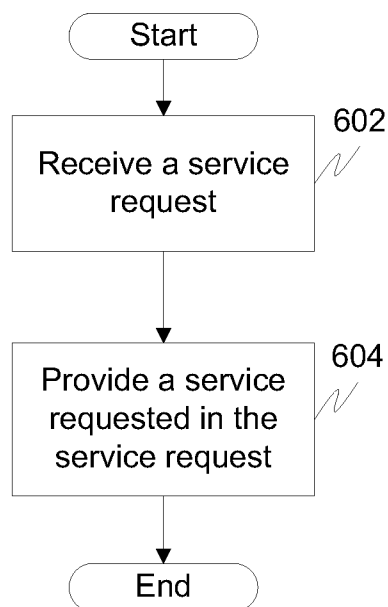 Start
602
Receive a service
request
604
Provide a service
requested in the
service request
End